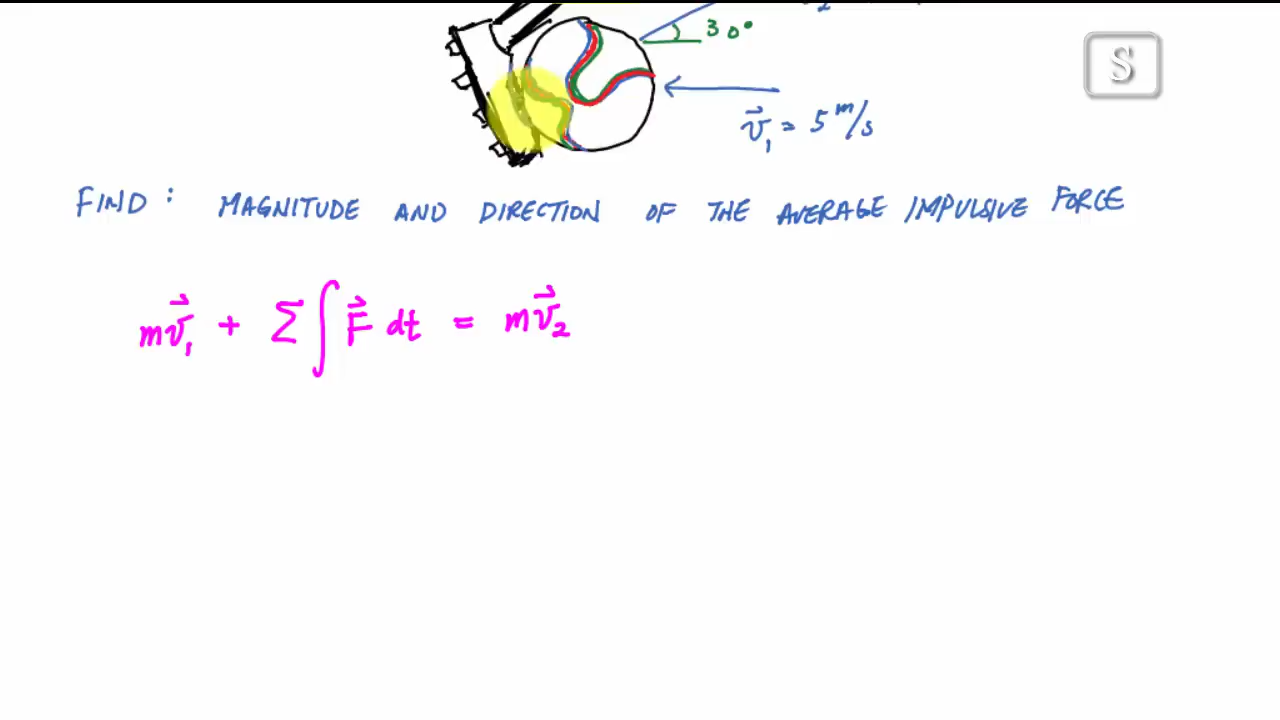 30°
S
v⃗₁ = 5 m/s
FIND : MAGNITUDE AND DIRECTION OF THE AVERAGE IMPULSIVE FORCE
mv⃗₁ + Σ∫F⃗ dt = mv⃗₂